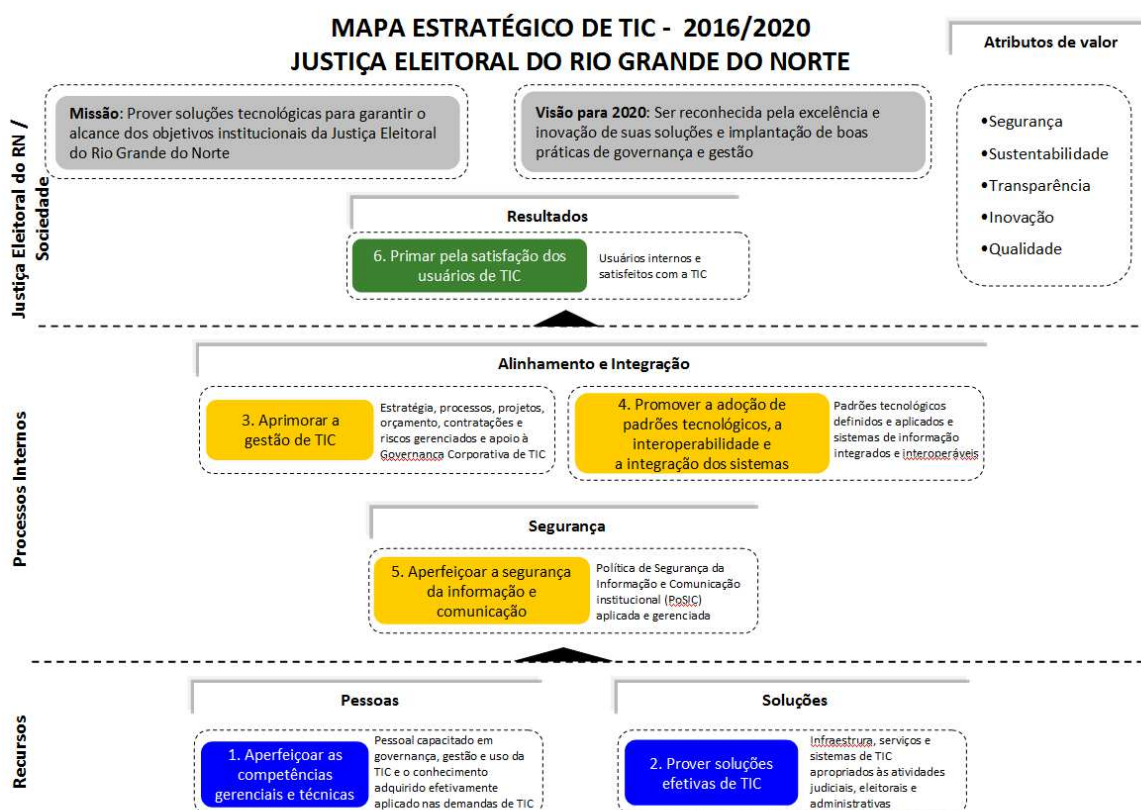 MAPA ESTRATÉGICO DE TIC - 2016/2020
JUSTIÇA ELEITORAL DO RIO GRANDE DO NORTE
Atributos de valor
•Segurança
•Sustentabilidade
•Transparência
•Inovação
•Qualidade
Justiça Eleitoral do RN /
Sociedade
Missão: Prover soluções tecnológicas para garantir o
alcance dos objetivos institucionais da Justiça Eleitoral
do Rio Grande do Norte
Visão para 2020: Ser reconhecida pela excelência e
inovação de suas soluções e implantação de boas
práticas de governança e gestão
Resultados
6. Primar pela satisfação dos
usuários de TIC
Usuários internos e
satisfeitos com a TIC
Processos Internos
Alinhamento e Integração
3. Aprimorar a
gestão de TIC
Estratégia, processos, projetos,
orçamento, contratações e
riscos gerenciados e apoio à
Governança Corporativa de TIC
4. Promover a adoção de
padrões tecnológicos, a
interoperabilidade e
a integração dos sistemas
Padrões tecnológicos
definidos e aplicados e
sistemas de informação
integrados e interoperáveis
Segurança
5. Aperfeiçoar a segurança
da informação e
comunicação
Política de Segurança da
Informação e Comunicação
institucional (PoSIC)
aplicada e gerenciada
Recursos
Pessoas
1. Aperfeiçoar as
competências
gerenciais e técnicas
Pessoal capacitado em
governança, gestão e uso da
TIC e o conhecimento
adquirido efetivamente
aplicado nas demandas de TIC
Soluções
2. Prover soluções
efetivas de TIC
Infraestrura, serviços e
sistemas de TIC
apropriados às atividades
judiciais, eleitorais e
administrativas